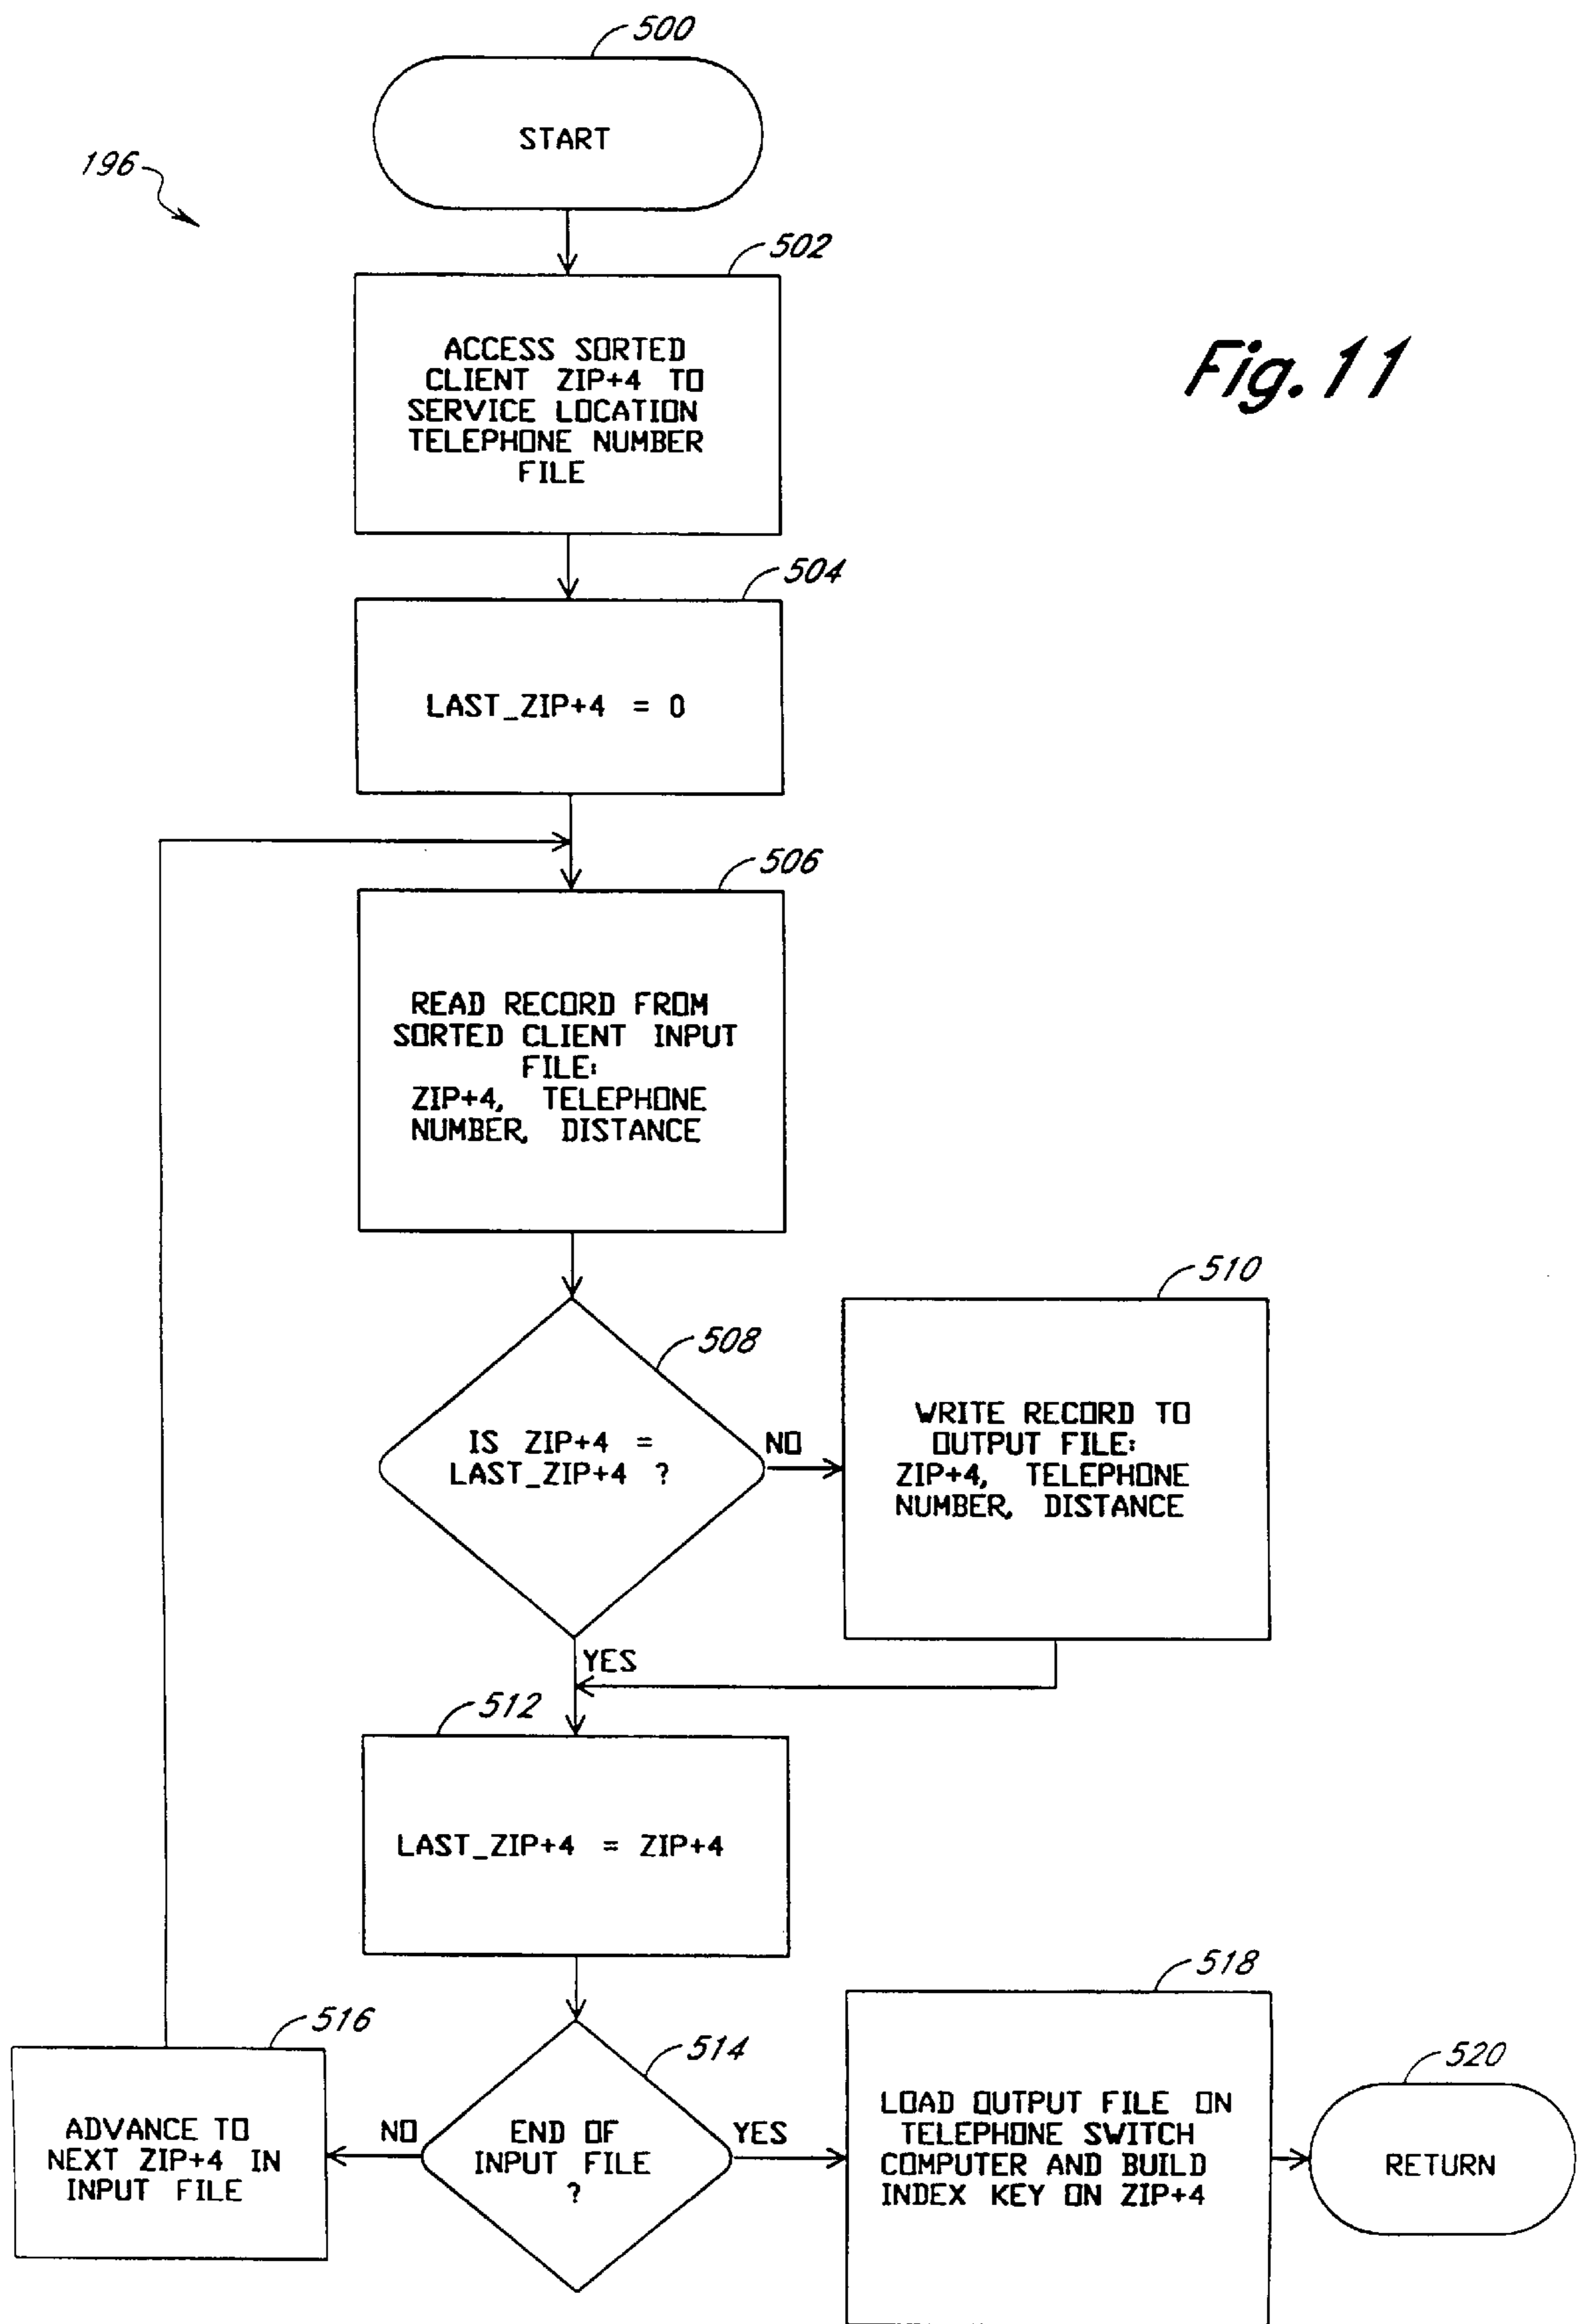 500
START
196
502
ACCESS SORTED
CLIENT ZIP+4 TO
SERVICE LOCATION
TELEPHONE NUMBER
FILE
Fig. 11
504
LAST_ZIP+4 = 0
506
READ RECORD FROM
SORTED CLIENT INPUT
FILE:
ZIP+4, TELEPHONE
NUMBER, DISTANCE
508
IS ZIP+4 =
LAST_ZIP+4 ?
NO
510
WRITE RECORD TO
OUTPUT FILE:
ZIP+4, TELEPHONE
NUMBER, DISTANCE
YES
512
LAST_ZIP+4 = ZIP+4
514
END OF
INPUT FILE
?
NO
516
ADVANCE TO
NEXT ZIP+4 IN
INPUT FILE
YES
518
LOAD OUTPUT FILE ON
TELEPHONE SWITCH
COMPUTER AND BUILD
INDEX KEY ON ZIP+4
520
RETURN